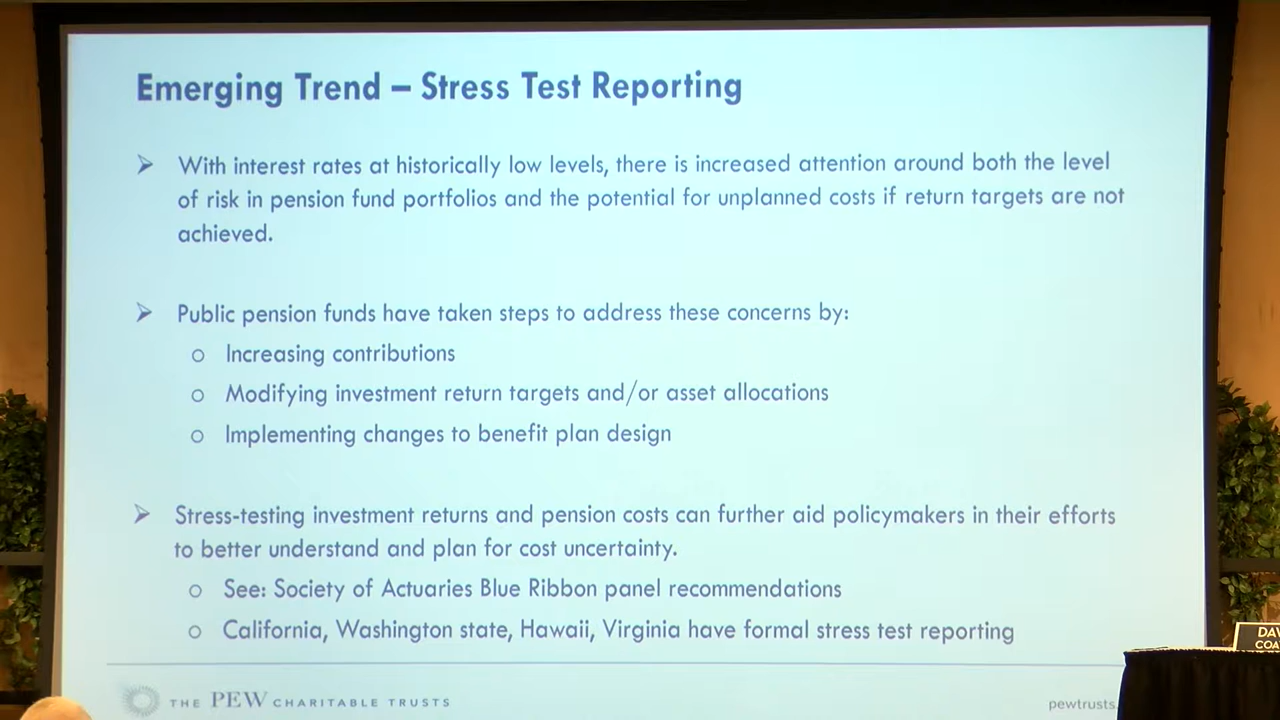 Emerging Trend – Stress Test Reporting
➢ With interest rates at historically low levels, there is increased attention around both the level
of risk in pension fund portfolios and the potential for unplanned costs if return targets are not
achieved.
➢ Public pension funds have taken steps to address these concerns by:
o Increasing contributions
o Modifying investment return targets and/or asset allocations
o Implementing changes to benefit plan design
➢ Stress-testing investment returns and pension costs can further aid policymakers in their efforts
to better understand and plan for cost uncertainty.
o See: Society of Actuaries Blue Ribbon panel recommendations
o California, Washington state, Hawaii, Virginia have formal stress test reporting
THE PEW CHARITABLE TRUSTS
pewtrusts.